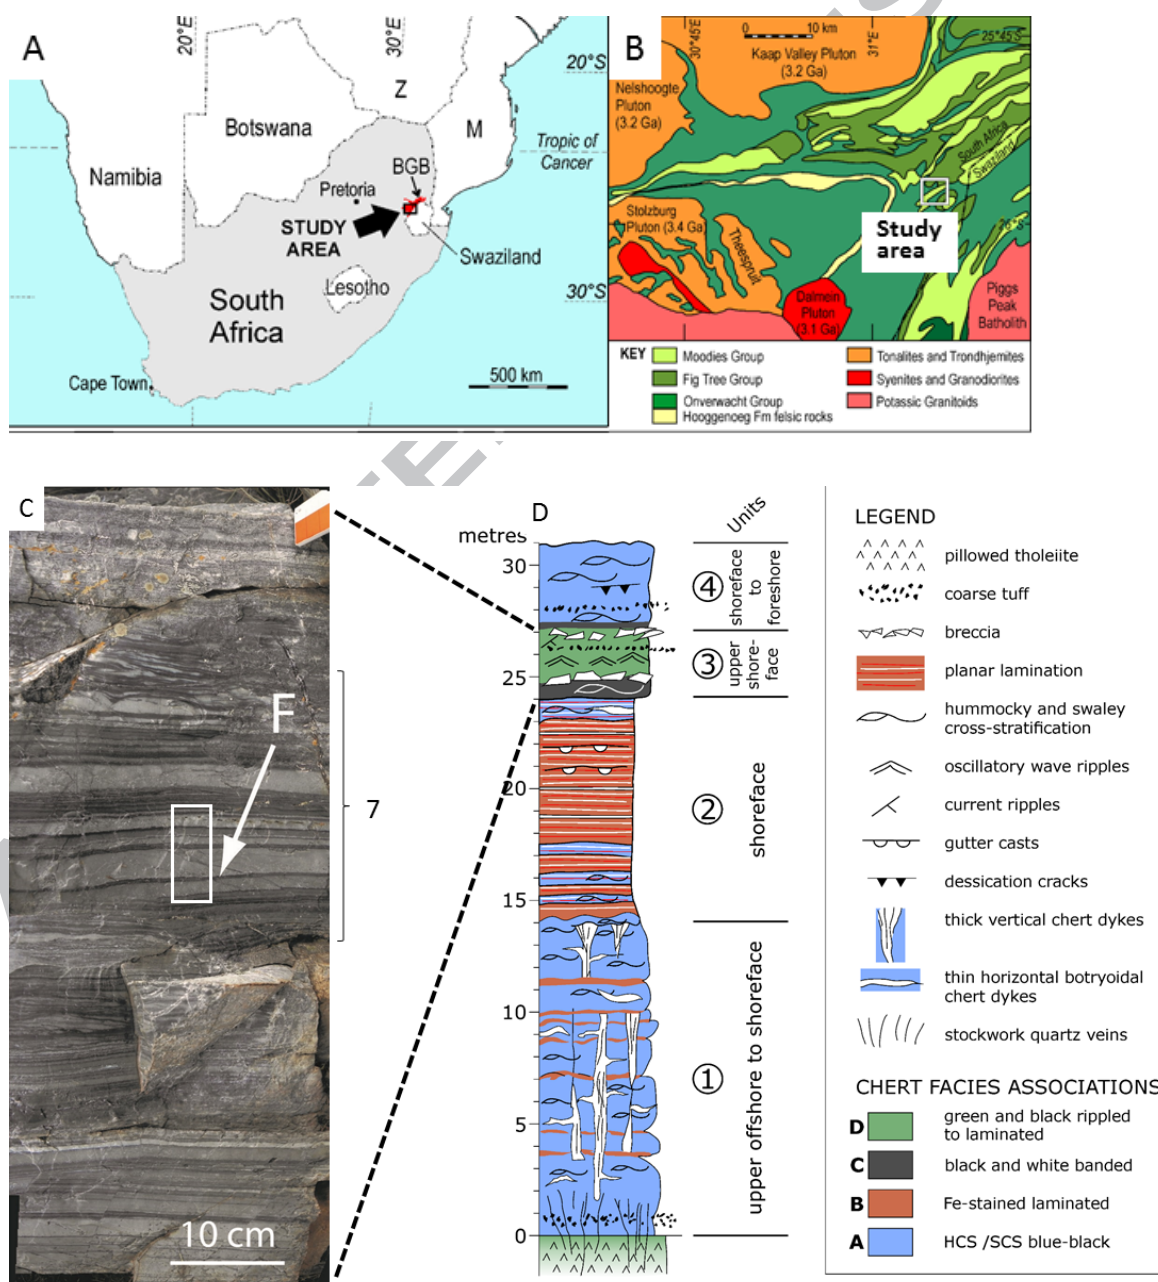 A
20°E
30°E
20°S
Z
Botswana
M
Tropic of
Cancer
Namibia
BGB
Pretoria
STUDY
AREA
Swaziland
Lesotho
30°S
South
Africa
500 km
Cape Town
B
30°45'E
0 10 km
31°E
25°45'S
Kaap Valley Pluton
(3.2 Ga)
Nelshoogte
Pluton
(3.2 Ga)
South Africa
Swaziland
Study
area
26°S
Stolzburg
Pluton (3.4 Ga)
Theespruit
Dalmein
Pluton
(3.1 Ga)
Piggs
Peak
Batholith
KEY
Moodies Group
Fig Tree Group
Onverwacht Group
Hooggenoeg Fm felsic rocks
Tonalites and Trondhjemites
Syenites and Granodiorites
Potassic Granitoids
C
F
7
10 cm
D
metres
Units
30
25
20
15
10
5
0
4
shoreface
to
foreshore
3
upper
shore-
face
2
shoreface
1
upper offshore to shoreface
LEGEND
pillowed tholeiite
coarse tuff
breccia
planar lamination
hummocky and swaley
cross-stratification
oscillatory wave ripples
current ripples
gutter casts
dessication cracks
thick vertical chert dykes
thin horizontal botryoidal
chert dykes
stockwork quartz veins
CHERT FACIES ASSOCIATIONS
D green and black rippled
to laminated
C black and white banded
B Fe-stained laminated
A HCS /SCS blue-black